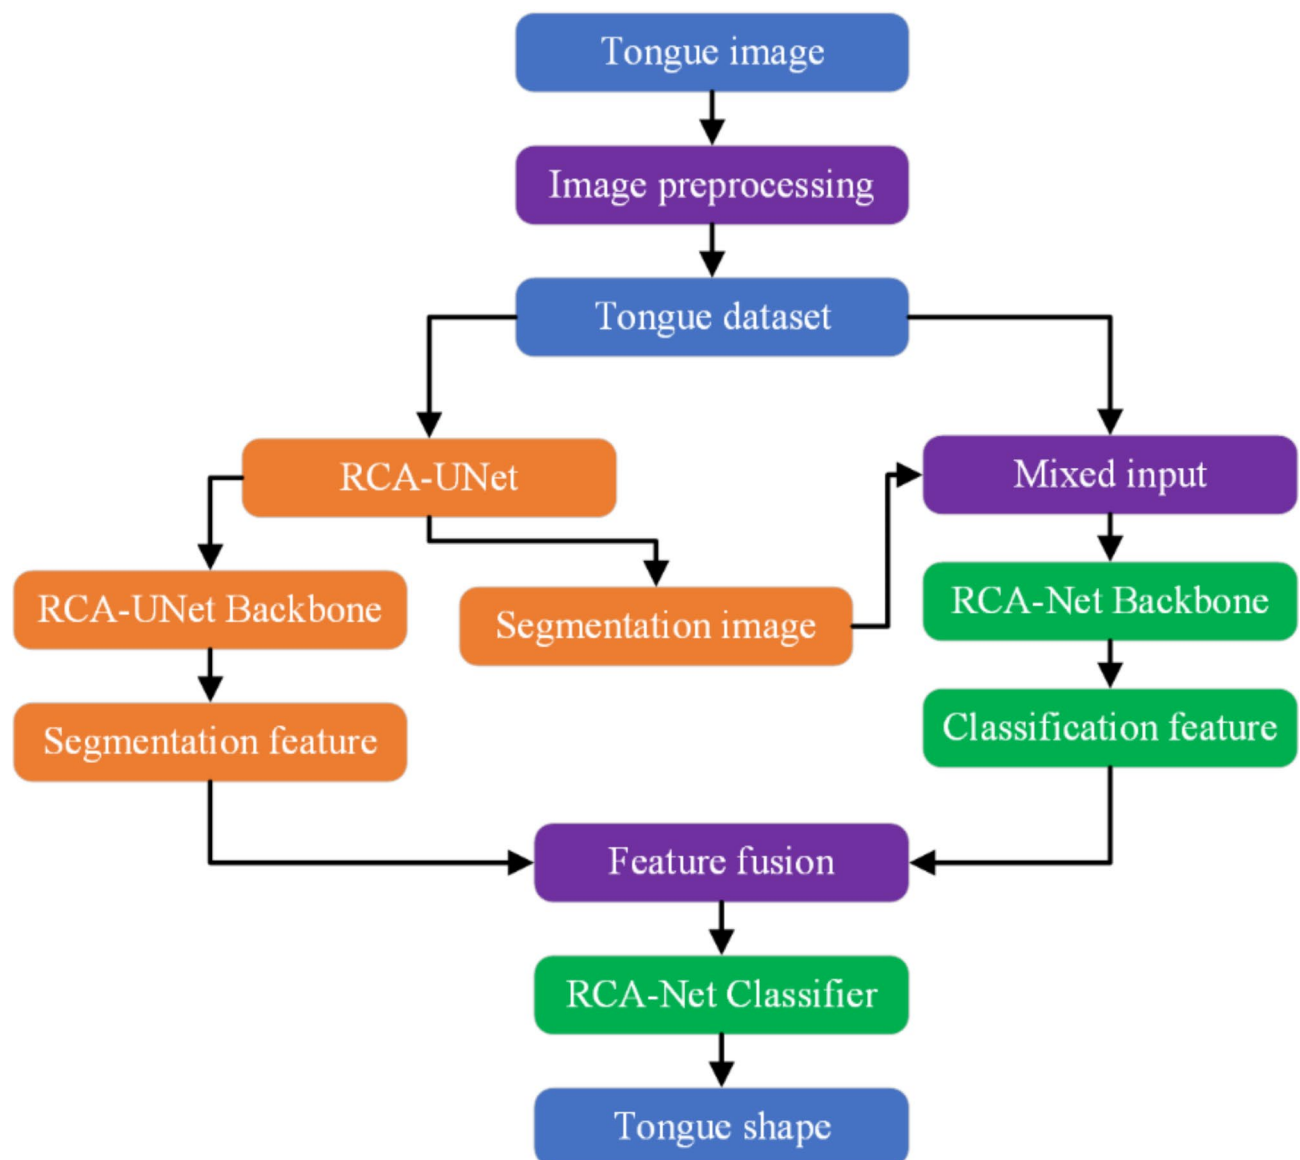 Tongue image
Image preprocessing
Tongue dataset
RCA-UNet
Mixed input
RCA-UNet Backbone
Segmentation image
RCA-Net Backbone
Segmentation feature
Classification feature
Feature fusion
RCA-Net Classifier
Tongue shape